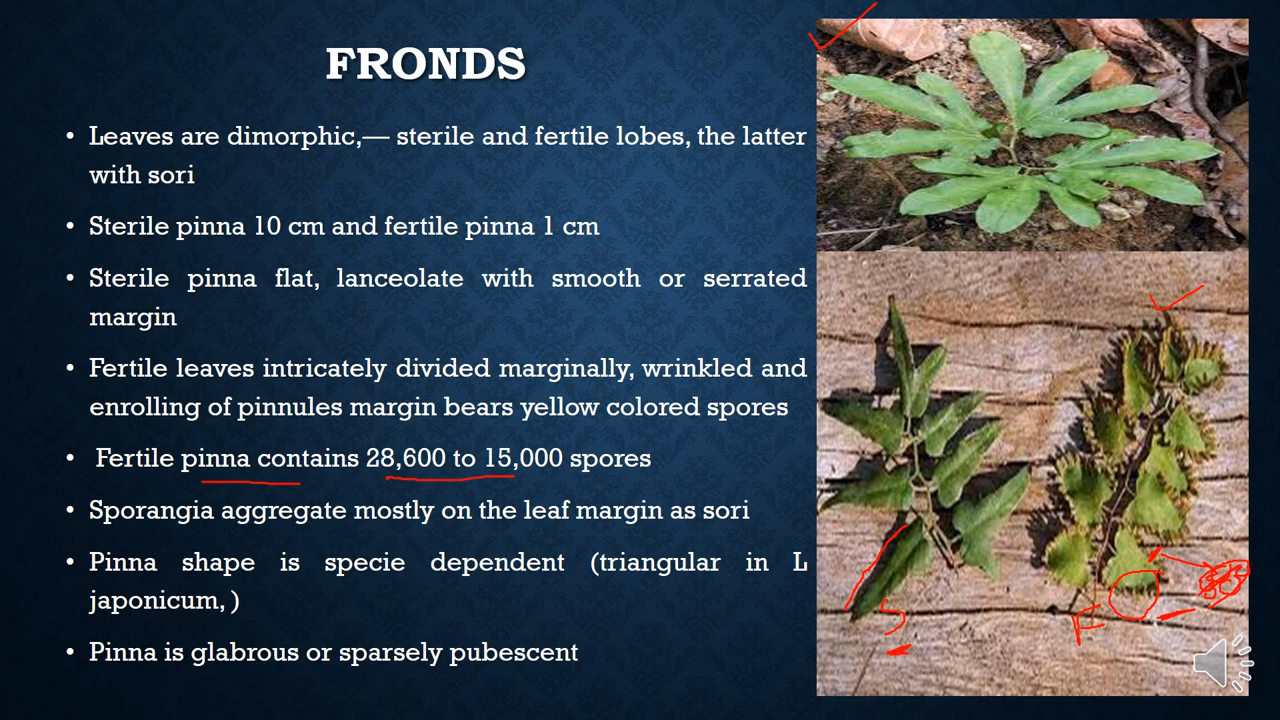 FRONDS
• Leaves are dimorphic,— sterile and fertile lobes, the latter
with sori
• Sterile pinna 10 cm and fertile pinna 1 cm
• Sterile pinna flat, lanceolate with smooth or serrated
margin
• Fertile leaves intricately divided marginally, wrinkled and
enrolling of pinnules margin bears yellow colored spores
• Fertile pinna contains 28,600 to 15,000 spores
• Sporangia aggregate mostly on the leaf margin as sori
• Pinna shape is specie dependent (triangular in L
japonicum, )
• Pinna is glabrous or sparsely pubescent
S
F